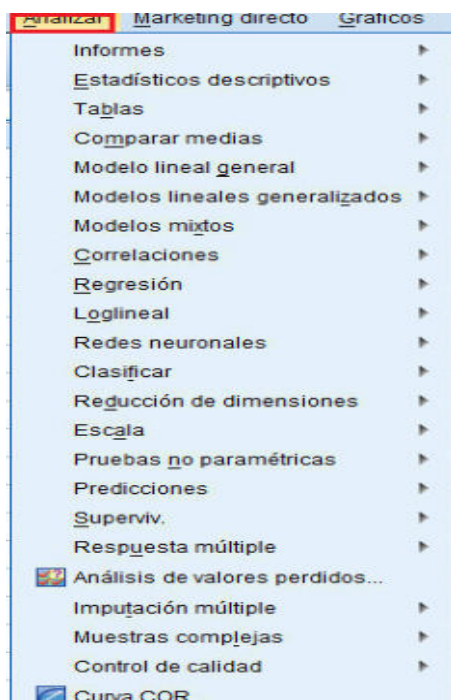 Analizar Marketing directo Gráficos
Informes
Estadísticos descriptivos
Tablas
Comparar medias
Modelo lineal general
Modelos lineales generalizados
Modelos mixtos
Correlaciones
Regresión
Loglineal
Redes neuronales
Clasificar
Reducción de dimensiones
Escala
Pruebas no paramétricas
Predicciones
Superviv.
Respuesta múltiple
Análisis de valores perdidos...
Imputación múltiple
Muestras complejas
Control de calidad
Curva COR...